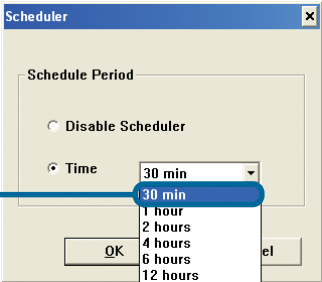 Scheduler
Schedule Period
Disable Scheduler
Time
30 min
30 min
1 hour
2 hours
4 hours
6 hours
12 hours
OK